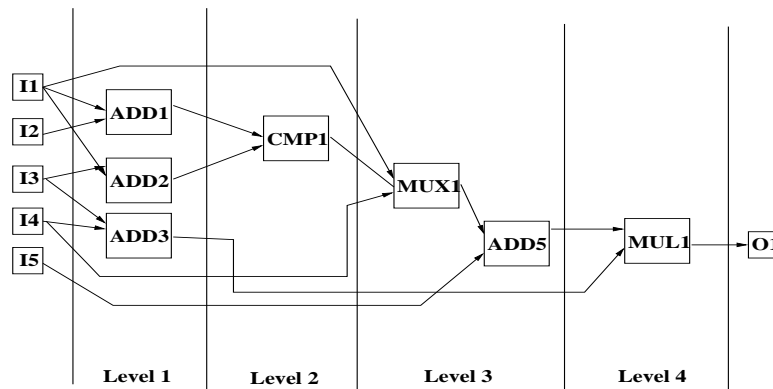 I1
I2
I3
I4
I5
ADD1
ADD2
ADD3
CMP1
MUX1
ADD5
MUL1
O1
Level 1
Level 2
Level 3
Level 4